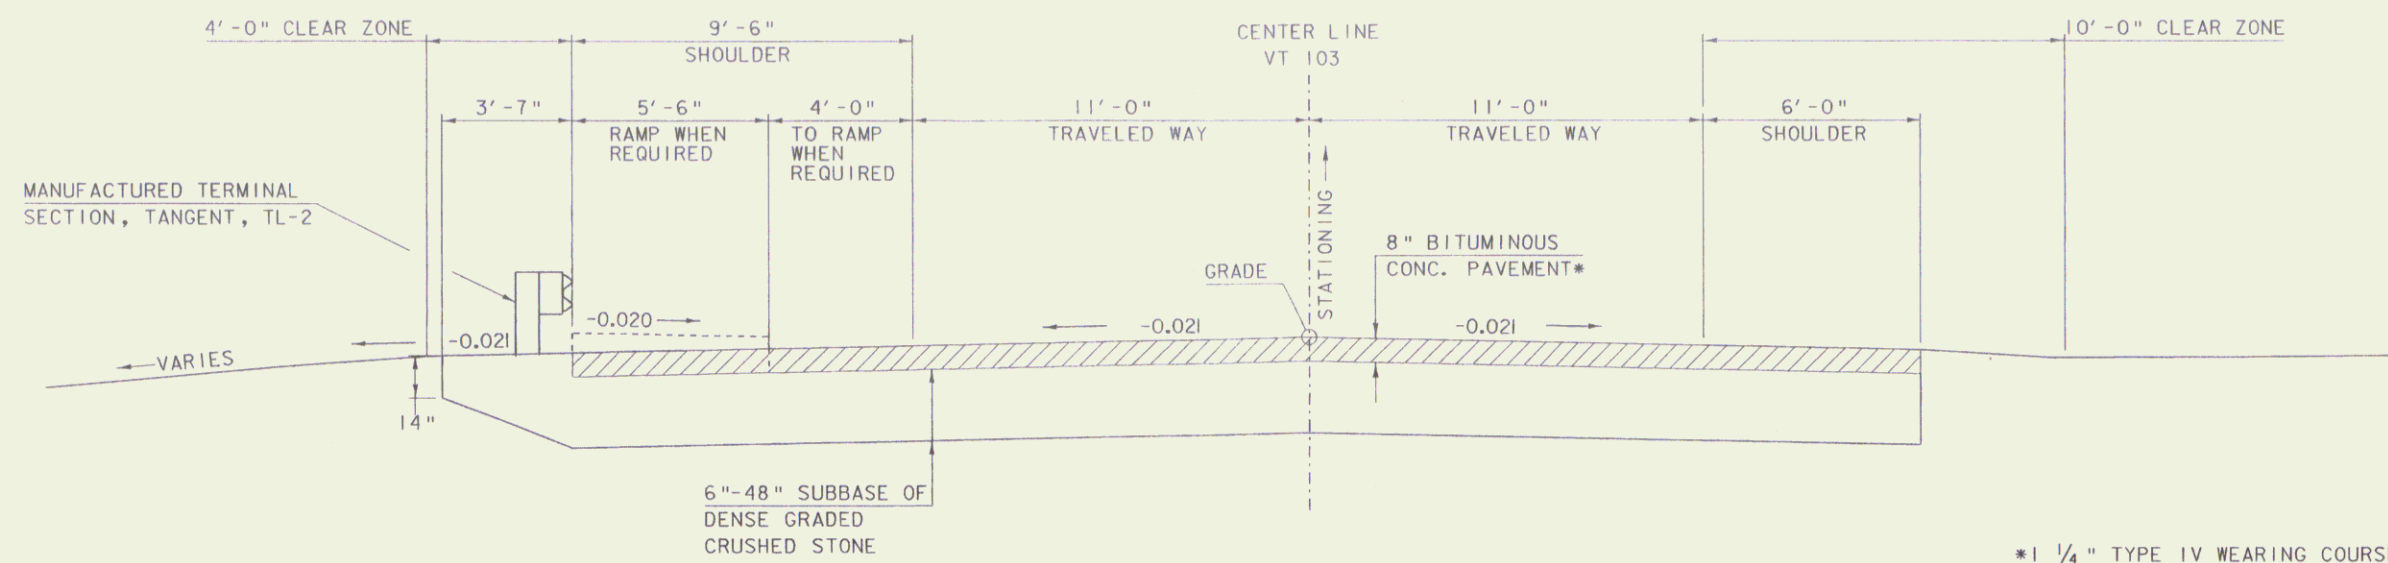 4'-0" CLEAR ZONE
9'-6"
SHOULDER
CENTER LINE
VT 103
10'-0" CLEAR ZONE
3'-7"
5'-6"
RAMP WHEN
REQUIRED
4'-0"
TO RAMP
WHEN
REQUIRED
11'-0"
TRAVELED WAY
11'-0"
TRAVELED WAY
6'-0"
SHOULDER
MANUFACTURED TERMINAL
SECTION, TANGENT, TL-2
STATIONING
8" BITUMINOUS
CONC. PAVEMENT*
GRADE
-0.020
-0.021
-0.021
-0.021
VARIES
14"
6"-48" SUBBASE OF
DENSE GRADED
CRUSHED STONE
*1 1/4" TYPE IV WEARING COURS